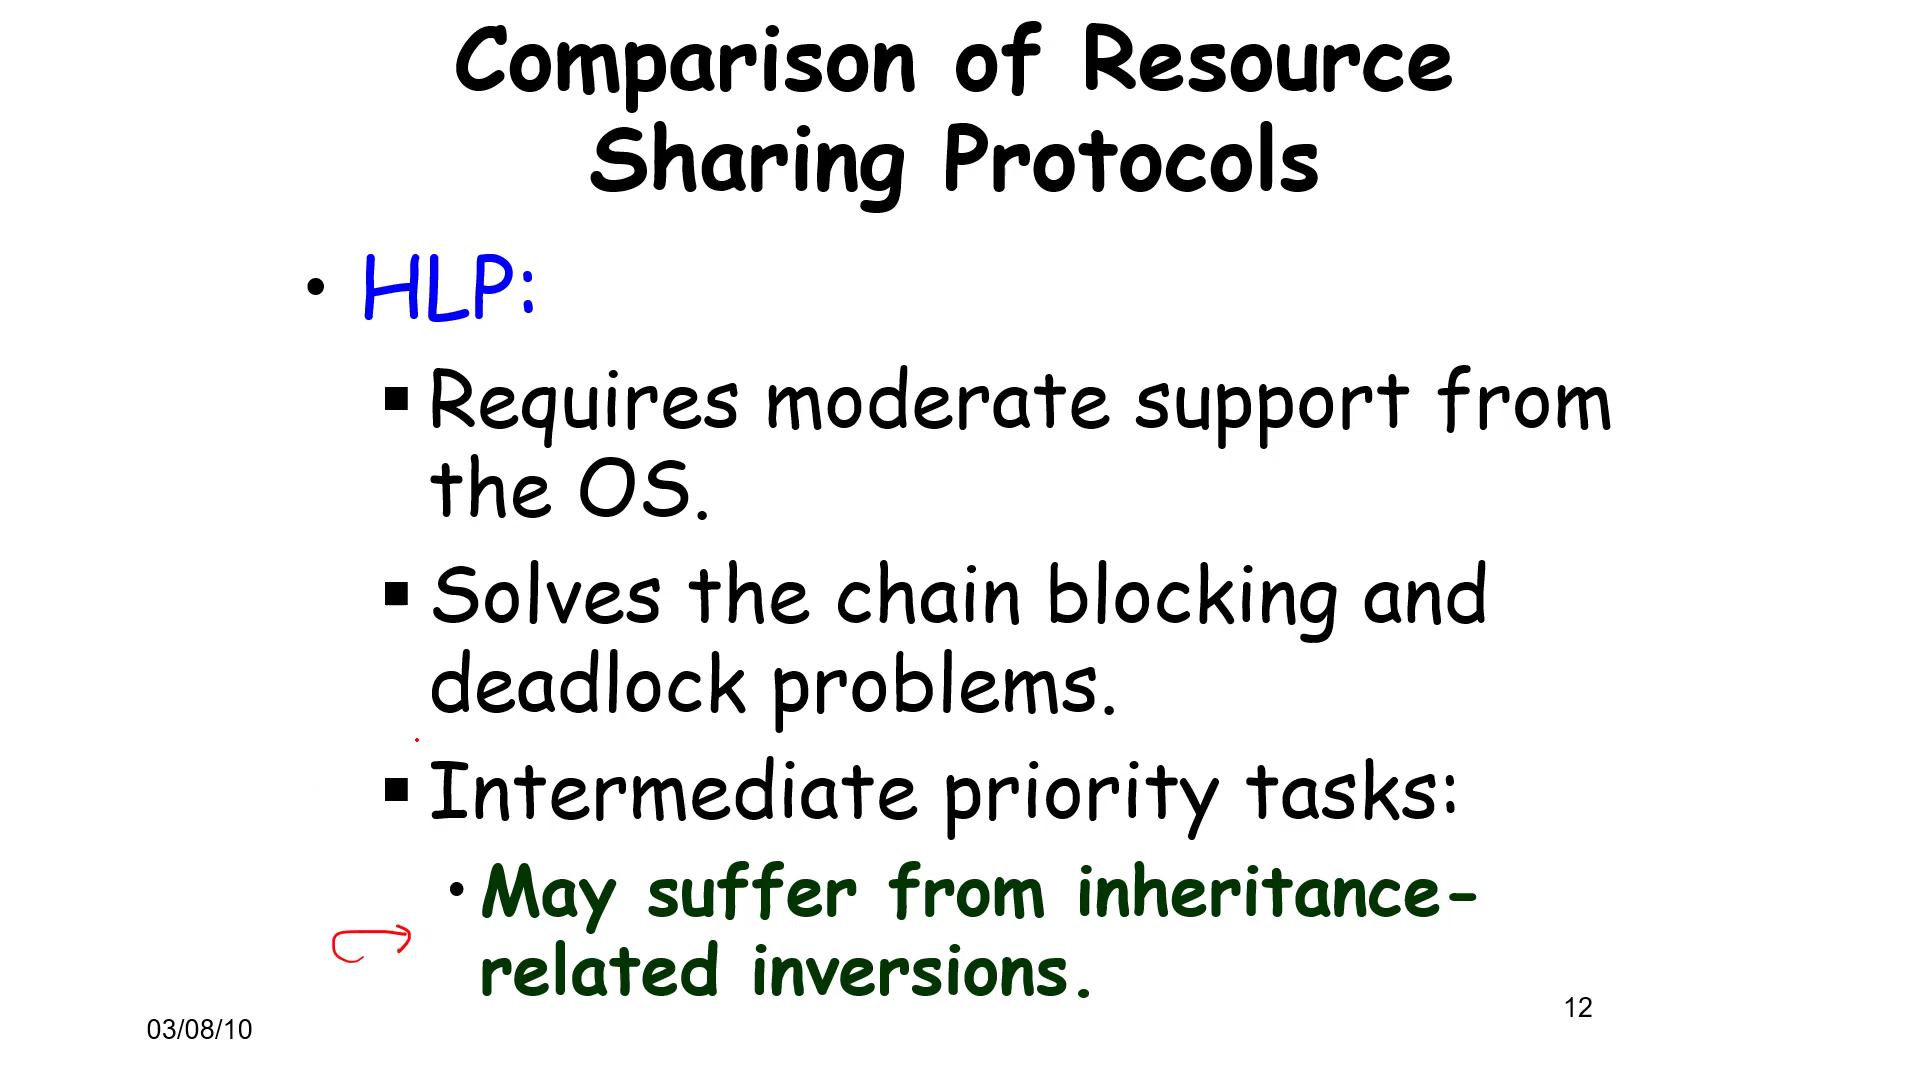 Comparison of Resource
Sharing Protocols
• HLP:
▪ Requires moderate support from
the OS.
▪ Solves the chain blocking and
deadlock problems.
▪ Intermediate priority tasks:
• May suffer from inheritance-
related inversions.
03/08/10
12